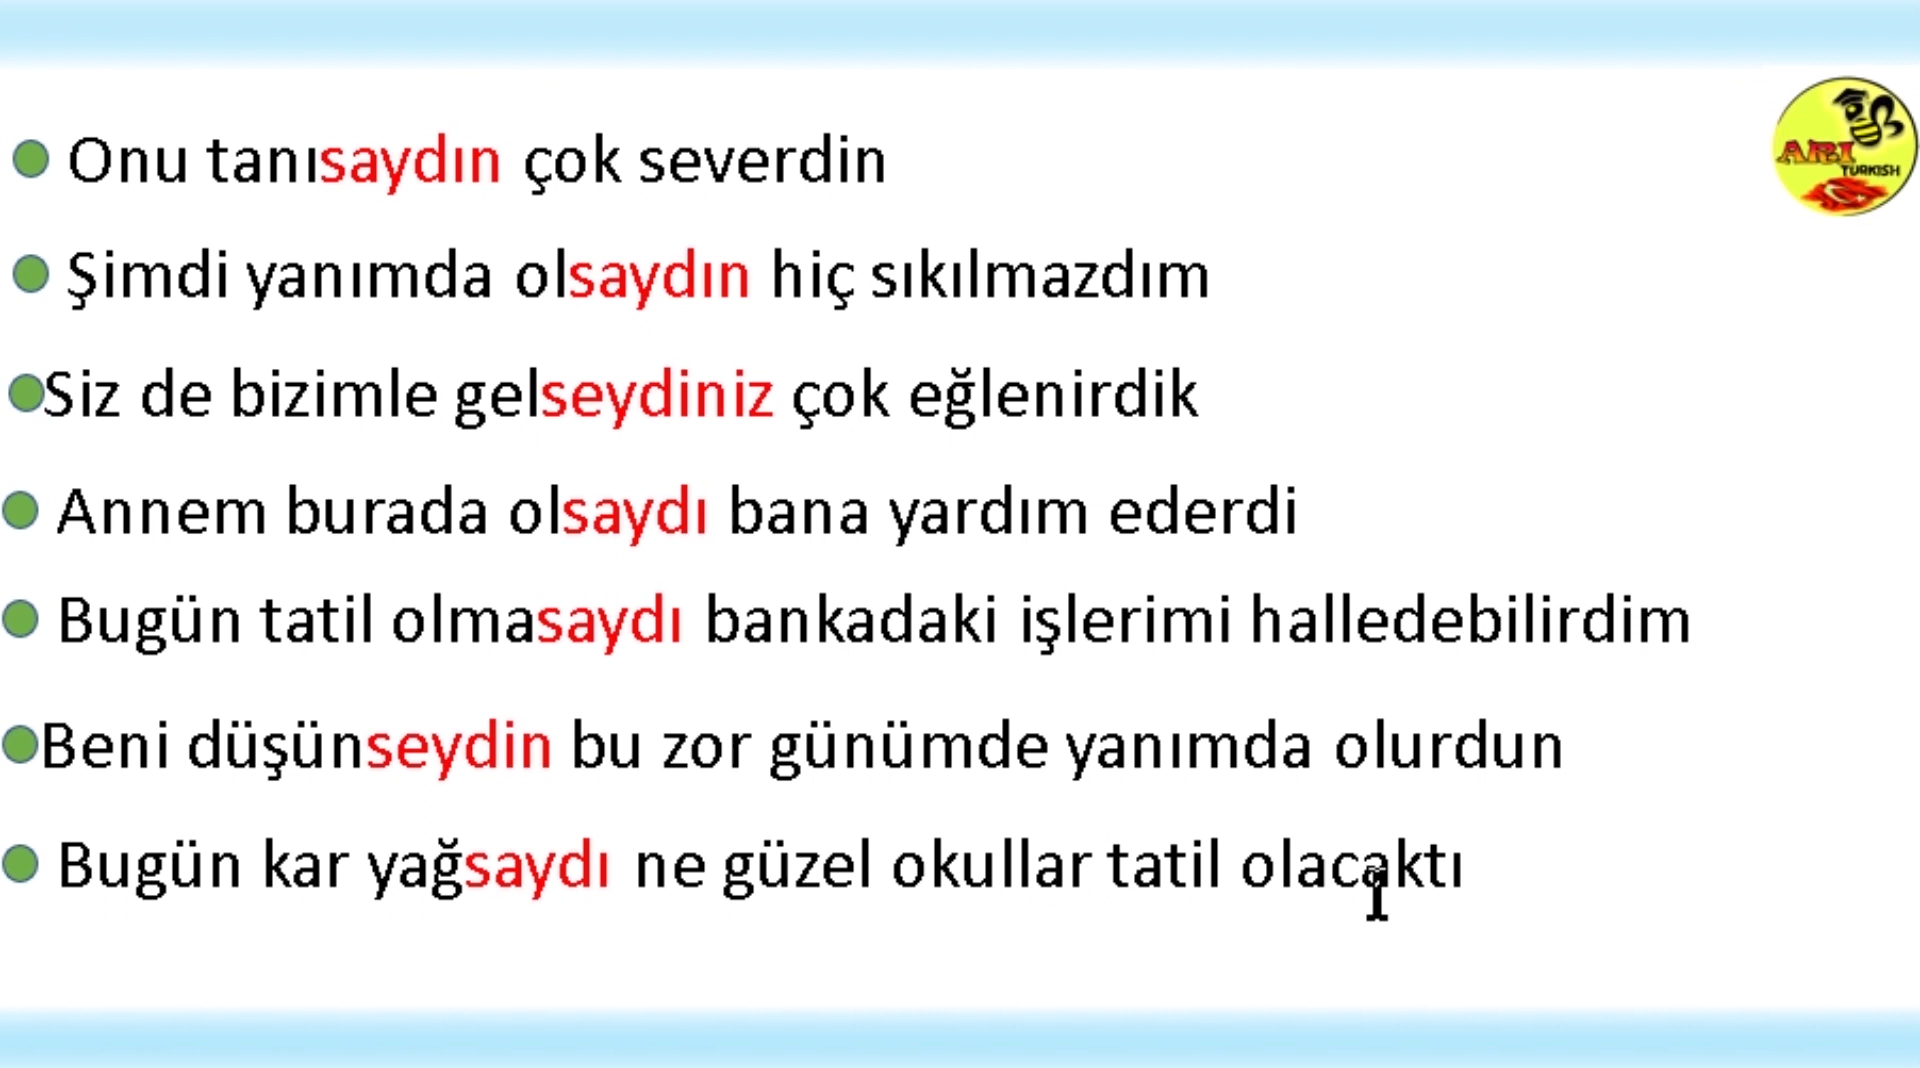 Onu tanısaydın çok severdin
ARI
TURKISH
Şimdi yanımda olsaydın hiç sıkılmazdım
Siz de bizimle gelseydiniz çok eğlenirdik
Annem burada olsaydı bana yardım ederdi
Bugün tatil olmasaydı bankadaki işlerimi halledebilirdim
Beni düşünseydin bu zor günümde yanımda olurdun
Bugün kar yağsaydı ne güzel okullar tatil olacaktı